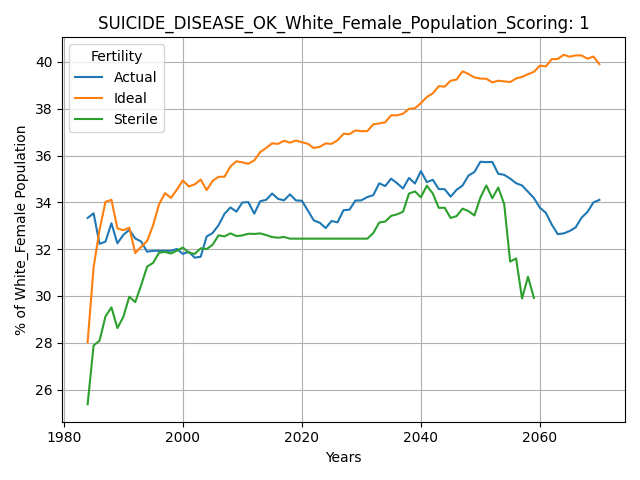 SUICIDE_DISEASE_OK_White_Female_Population_Scoring: 1
Fertility
Actual
Ideal
Sterile
% of White_Female Population
40
38
36
34
32
30
28
26
1980
2000
2020
2040
2060
Years